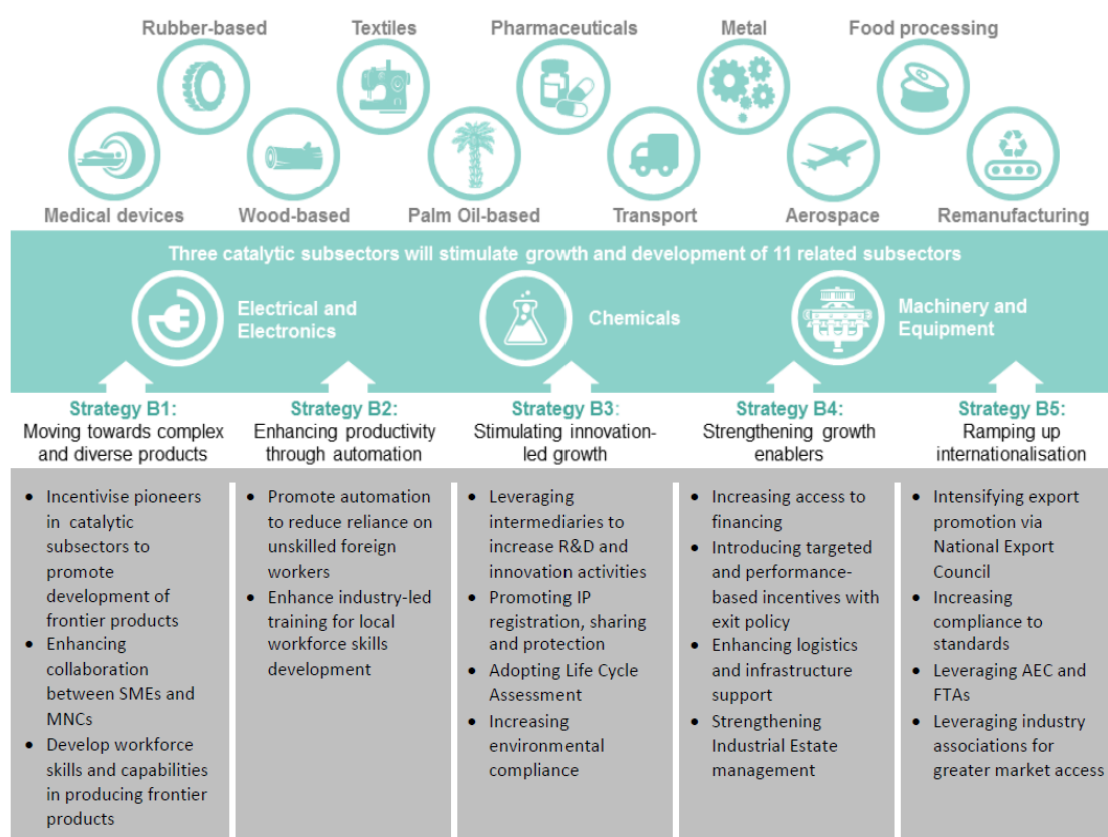 Rubber-based
Textiles
Pharmaceuticals
Metal
Food processing
Medical devices
Wood-based
Palm Oil-based
Transport
Aerospace
Remanufacturing
Three catalytic subsectors will stimulate growth and development of 11 related subsectors
Electrical and
Electronics
Chemicals
Machinery and
Equipment
Strategy B1:
Moving towards complex
and diverse products
Strategy B2:
Enhancing productivity
through automation
Strategy B3:
Stimulating innovation-
led growth
Strategy B4:
Strengthening growth
enablers
Strategy B5:
Ramping up
internationalisation
• Incentivise pioneers
in catalytic
subsectors to
promote
development of
frontier products
• Enhancing
collaboration
between SMEs and
MNCs
• Develop workforce
skills and capabilities
in producing frontier
products
• Promote automation
to reduce reliance on
unskilled foreign
workers
• Enhance industry-led
training for local
workforce skills
development
• Leveraging
intermediaries to
increase R&D and
innovation activities
• Promoting IP
registration, sharing
and protection
• Adopting Life Cycle
Assessment
• Increasing
environmental
compliance
• Increasing access to
financing
• Introducing targeted
and performance-
based incentives with
exit policy
• Enhancing logistics
and infrastructure
support
• Strengthening
Industrial Estate
management
• Intensifying export
promotion via
National Export
Council
• Increasing
compliance to
standards
• Leveraging AEC and
FTAs
• Leveraging industry
associations for
greater market access